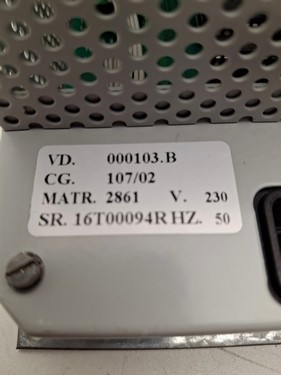 VD. 000103.B
CG. 107/02
MATR. 2861 V. 230
SR. 16T00094R HZ. 50